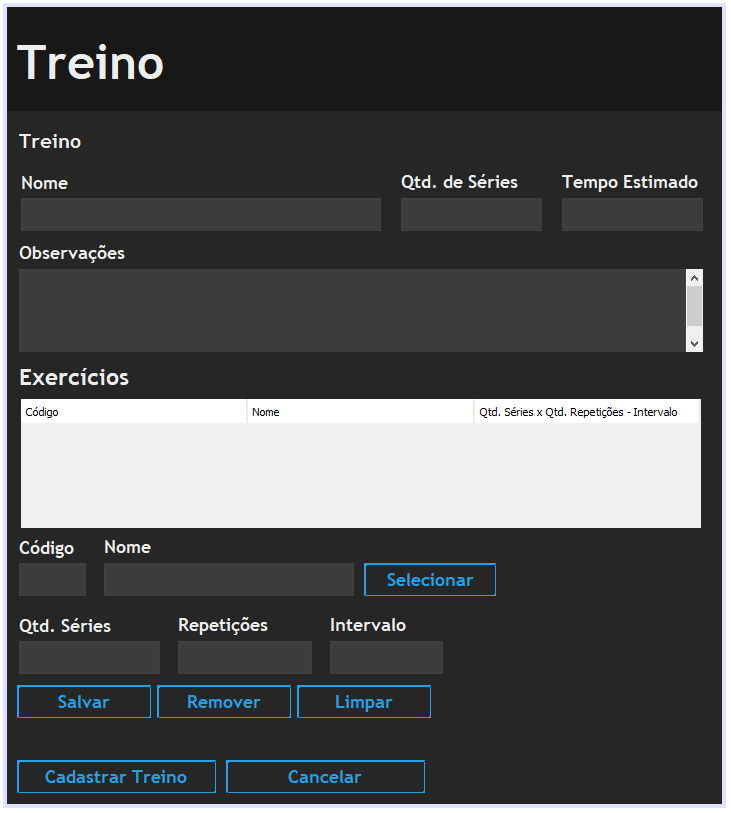 Treino
Treino
Nome Qtd. de Séries Tempo Estimado
Observações
Exercícios
Código Nome Qtd. Séries x Qtd. Repetições - Intervalo
Código Nome
Selecionar
Qtd. Séries Repetições Intervalo
Salvar Remover Limpar
Cadastrar Treino Cancelar